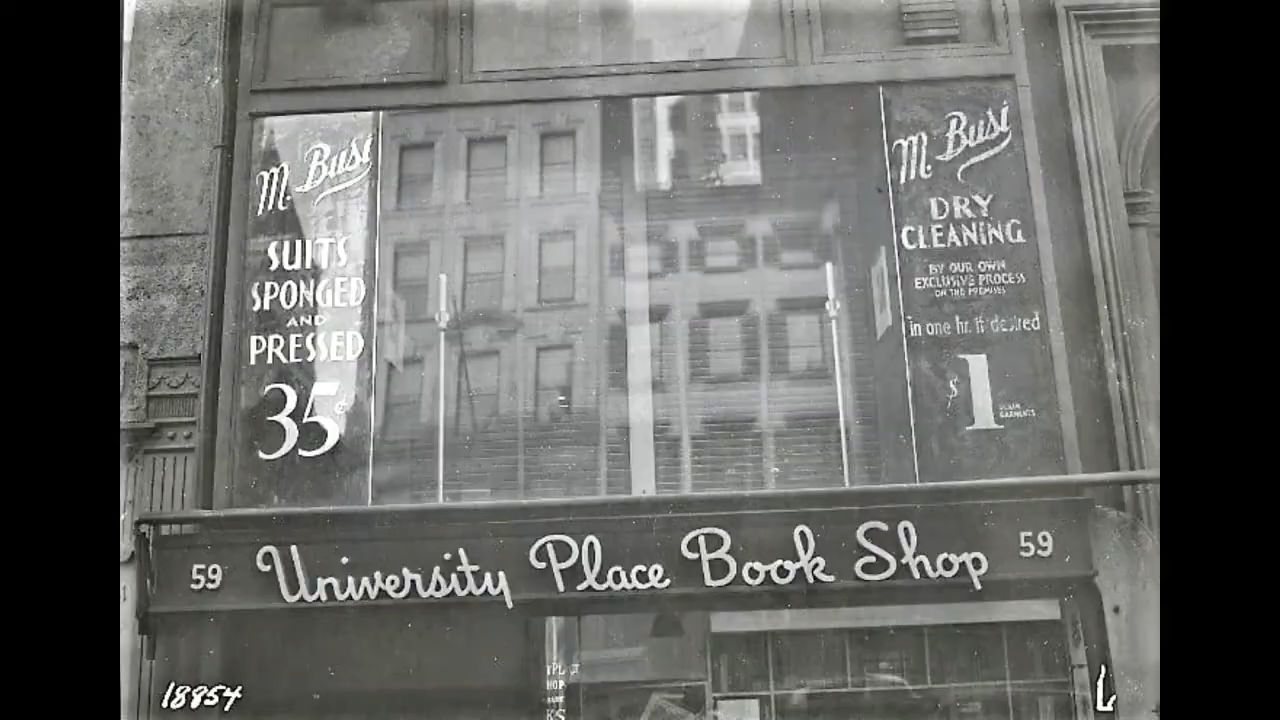 M. Busi
SUITS
SPONGED
AND
PRESSED
35¢
M. Busi
DRY
CLEANING
BY OUR OWN
EXCLUSIVE PROCESS
ON THE PREMISES
in one hr. if desired
$1
GARMENTS
59 University Place Book Shop 59
18854
L